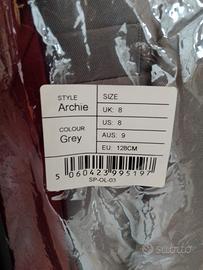 STYLE
Archie
COLOUR
Grey
SIZE
UK: 8
US: 8
AUS: 9
EU: 128CM
5 060423 995197
SP-OL-03
subito